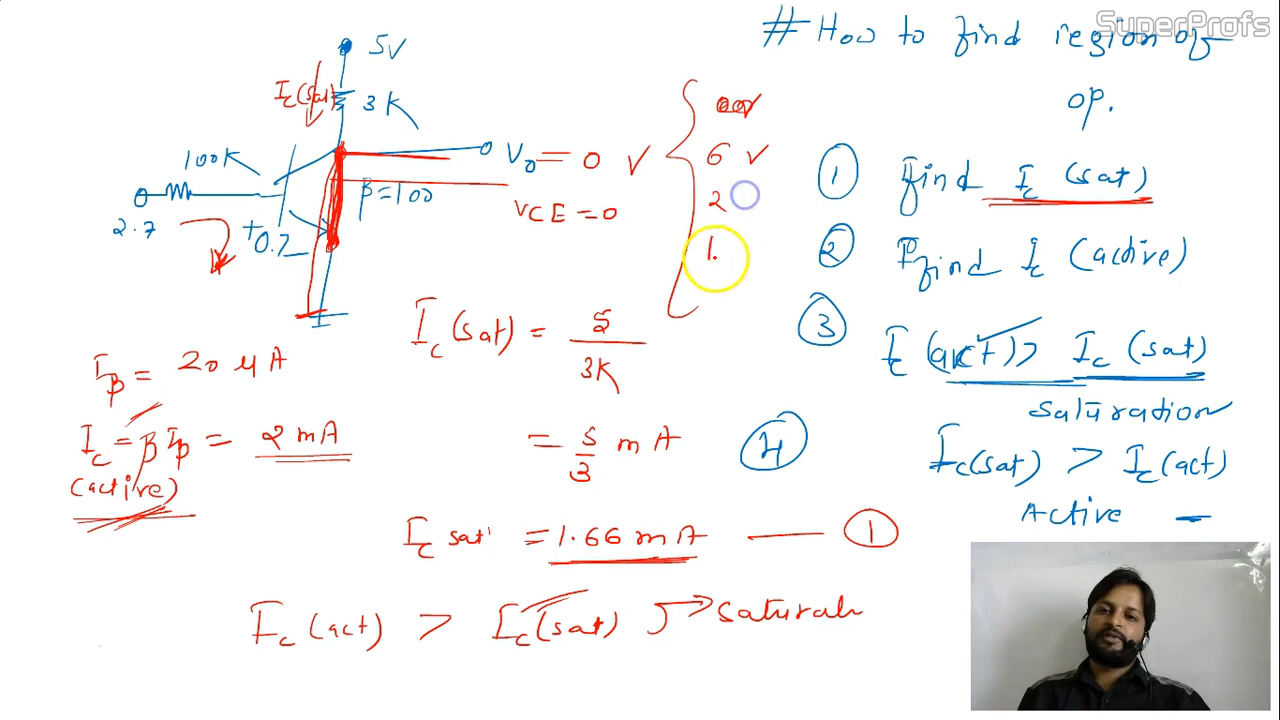 SuperProfs
# How to find region of
op.
5V
Ic(sat)
3K
100K
2.7
+0.7
β=100
Vo = 0 V
VCE = 0
6 V
2
1.
① Find Ic (sat)
② Find Ic (active)
③
Ic (act) > Ic (sat)
saturation
④
Ic(sat) > Ic(act)
Active -
Ic (sat) = 5
3K
= 5 mA
3
Ic sat = 1.66 mA — ①
IB = 20 μA
Ic = β IB = 2 mA
(active)
Ic (act) > Ic (sat)